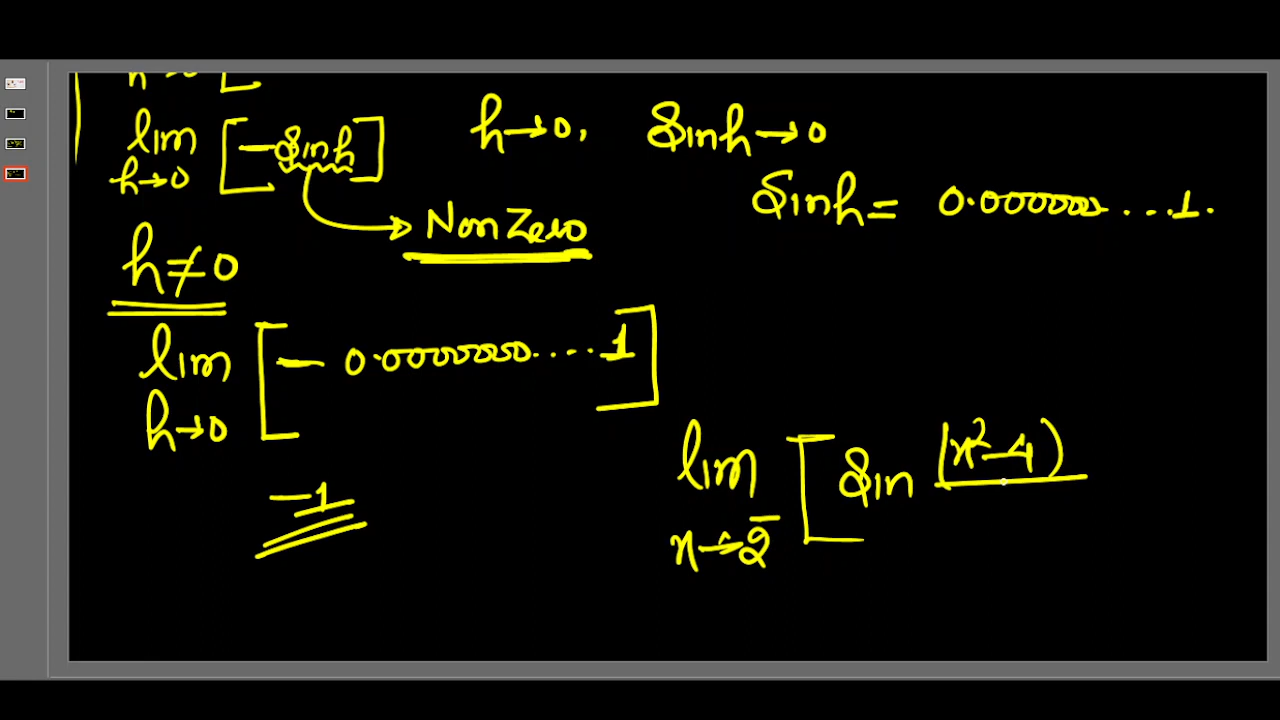 lim h→0 [-Sinh] h→0, Sinh→0
Sinh = 0.000000...1.
Non Zero
h≠0
lim h→0 [- 0.0000000....1]
-1
lim x→2̄ [Sin (x²-4)